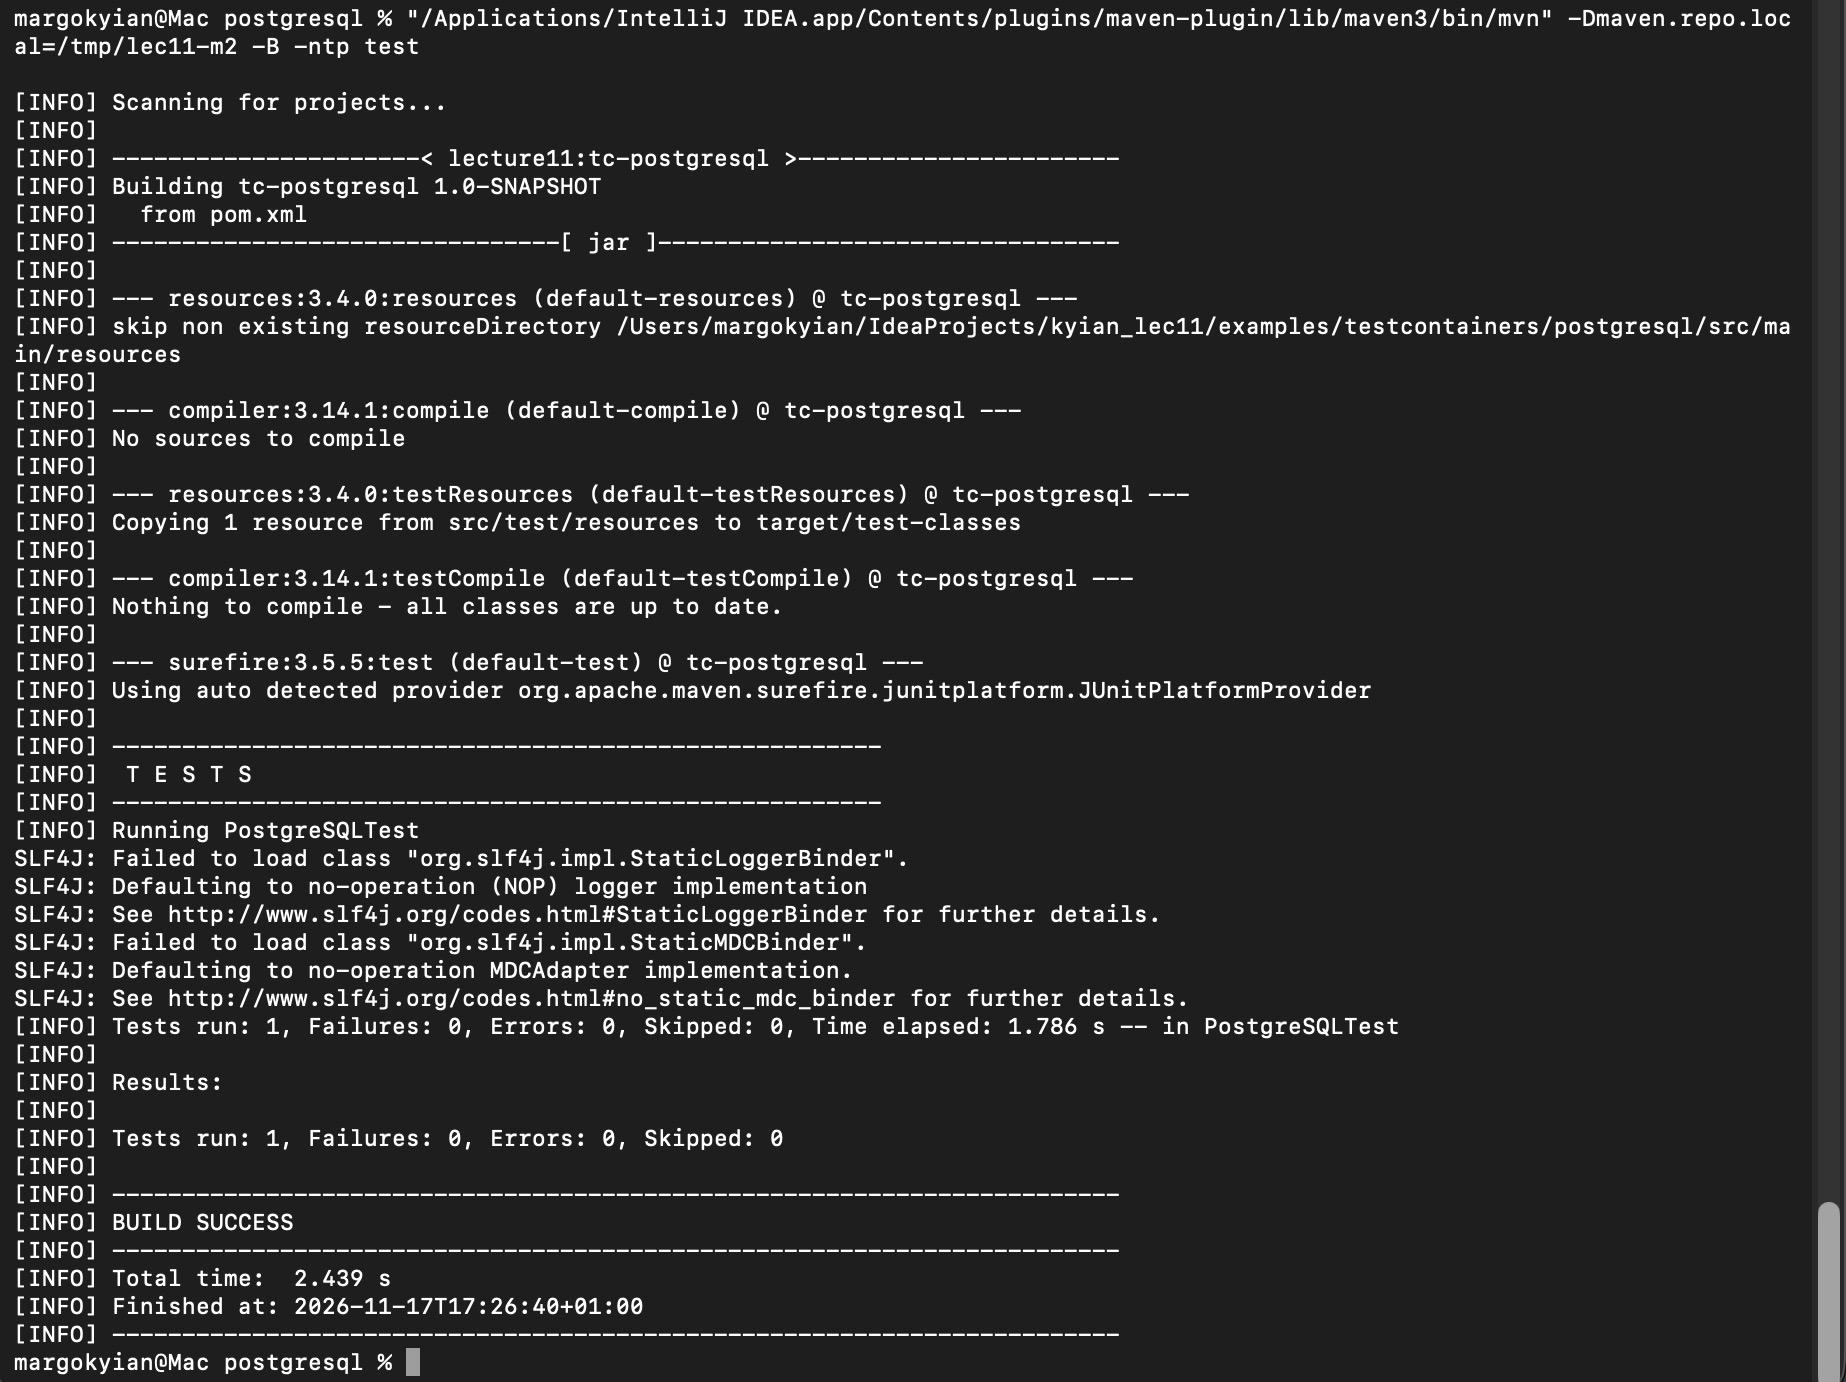 margokyian@Mac postgresql % "/Applications/IntelliJ IDEA.app/Contents/plugins/maven-plugin/lib/maven3/bin/mvn" -Dmaven.repo.loc
al=/tmp/lec11-m2 -B -ntp test
[INFO] Scanning for projects...
[INFO]
[INFO] ----------------------< lecture11:tc-postgresql >-----------------------
[INFO] Building tc-postgresql 1.0-SNAPSHOT
[INFO]   from pom.xml
[INFO] --------------------------------[ jar ]---------------------------------
[INFO]
[INFO] --- resources:3.4.0:resources (default-resources) @ tc-postgresql ---
[INFO] skip non existing resourceDirectory /Users/margokyian/IdeaProjects/kyian_lec11/examples/testcontainers/postgresql/src/ma
in/resources
[INFO]
[INFO] --- compiler:3.14.1:compile (default-compile) @ tc-postgresql ---
[INFO] No sources to compile
[INFO]
[INFO] --- resources:3.4.0:testResources (default-testResources) @ tc-postgresql ---
[INFO] Copying 1 resource from src/test/resources to target/test-classes
[INFO]
[INFO] --- compiler:3.14.1:testCompile (default-testCompile) @ tc-postgresql ---
[INFO] Nothing to compile - all classes are up to date.
[INFO]
[INFO] --- surefire:3.5.5:test (default-test) @ tc-postgresql ---
[INFO] Using auto detected provider org.apache.maven.surefire.junitplatform.JUnitPlatformProvider
[INFO]
[INFO] -------------------------------------------------------
[INFO]  T E S T S
[INFO] -------------------------------------------------------
[INFO] Running PostgreSQLTest
SLF4J: Failed to load class "org.slf4j.impl.StaticLoggerBinder".
SLF4J: Defaulting to no-operation (NOP) logger implementation
SLF4J: See http://www.slf4j.org/codes.html#StaticLoggerBinder for further details.
SLF4J: Failed to load class "org.slf4j.impl.StaticMDCBinder".
SLF4J: Defaulting to no-operation MDCAdapter implementation.
SLF4J: See http://www.slf4j.org/codes.html#no_static_mdc_binder for further details.
[INFO] Tests run: 1, Failures: 0, Errors: 0, Skipped: 0, Time elapsed: 1.786 s -- in PostgreSQLTest
[INFO]
[INFO] Results:
[INFO]
[INFO] Tests run: 1, Failures: 0, Errors: 0, Skipped: 0
[INFO]
[INFO] ------------------------------------------------------------------------
[INFO] BUILD SUCCESS
[INFO] ------------------------------------------------------------------------
[INFO] Total time:  2.439 s
[INFO] Finished at: 2026-11-17T17:26:40+01:00
[INFO] ------------------------------------------------------------------------
margokyian@Mac postgresql %